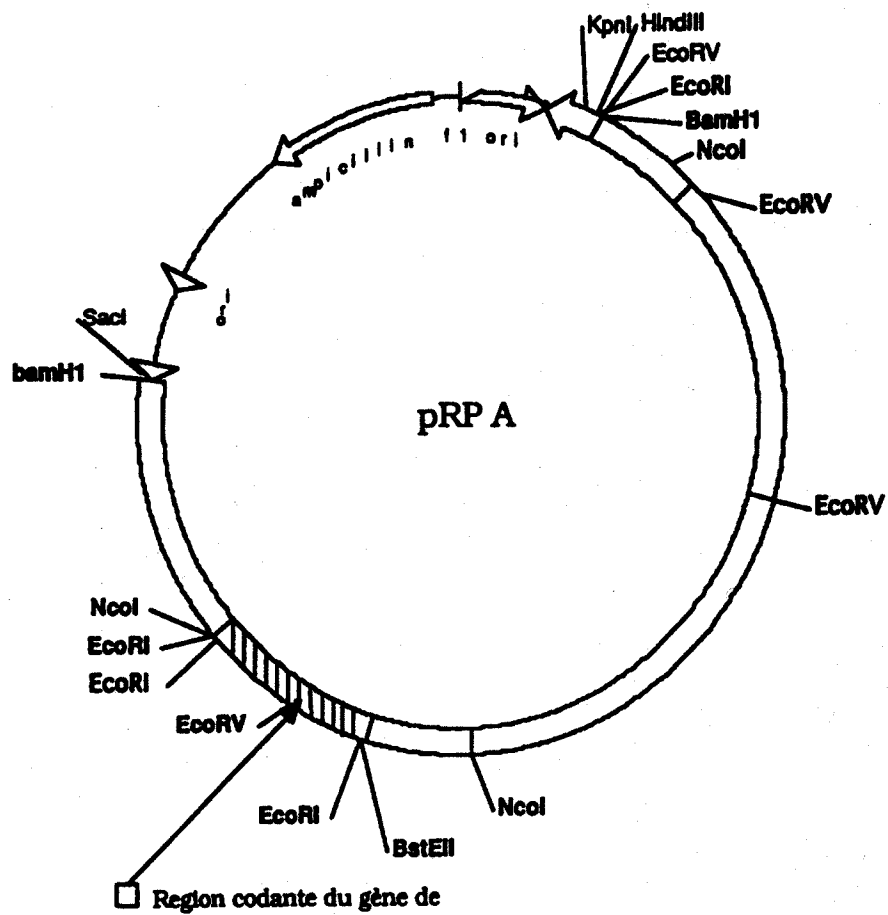 KpnI HindIII
EcoRV
EcoRI
BamH1
NcoI
EcoRV
ampicillin f1 ori
ori
SacI
bamH1
pRP A
EcoRV
NcoI
EcoRI
EcoRI
EcoRV
EcoRI
BstEII
NcoI
Region codante du gène de